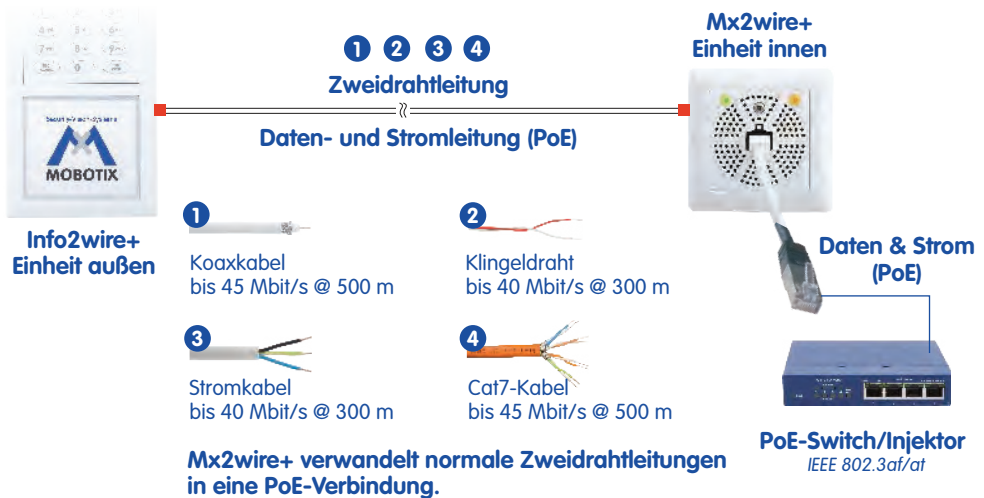 Mx2wire+
Einheit innen
1 2 3 4
Zweidrahtleitung
Daten- und Stromleitung (PoE)
MOBOTIX
Info2wire+
Einheit außen
1
Koaxkabel
bis 45 Mbit/s @ 500 m
2
Klingeldraht
bis 40 Mbit/s @ 300 m
3
Stromkabel
bis 40 Mbit/s @ 300 m
4
Cat7-Kabel
bis 45 Mbit/s @ 500 m
Daten & Strom
(PoE)
PoE-Switch/Injektor
IEEE 802.3af/at
Mx2wire+ verwandelt normale Zweidrahtleitungen
in eine PoE-Verbindung.